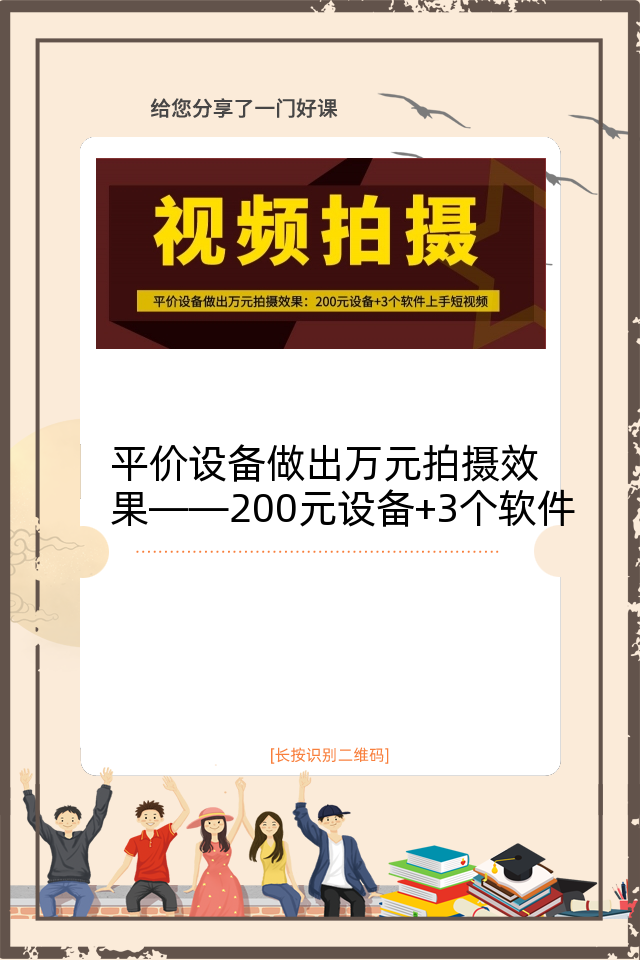 给您分享了一门好课
视频拍摄
平价设备做出万元拍摄效果：200元设备+3个软件上手短视频
平价设备做出万元拍摄效
果——200元设备+3个软件
[长按识别二维码]